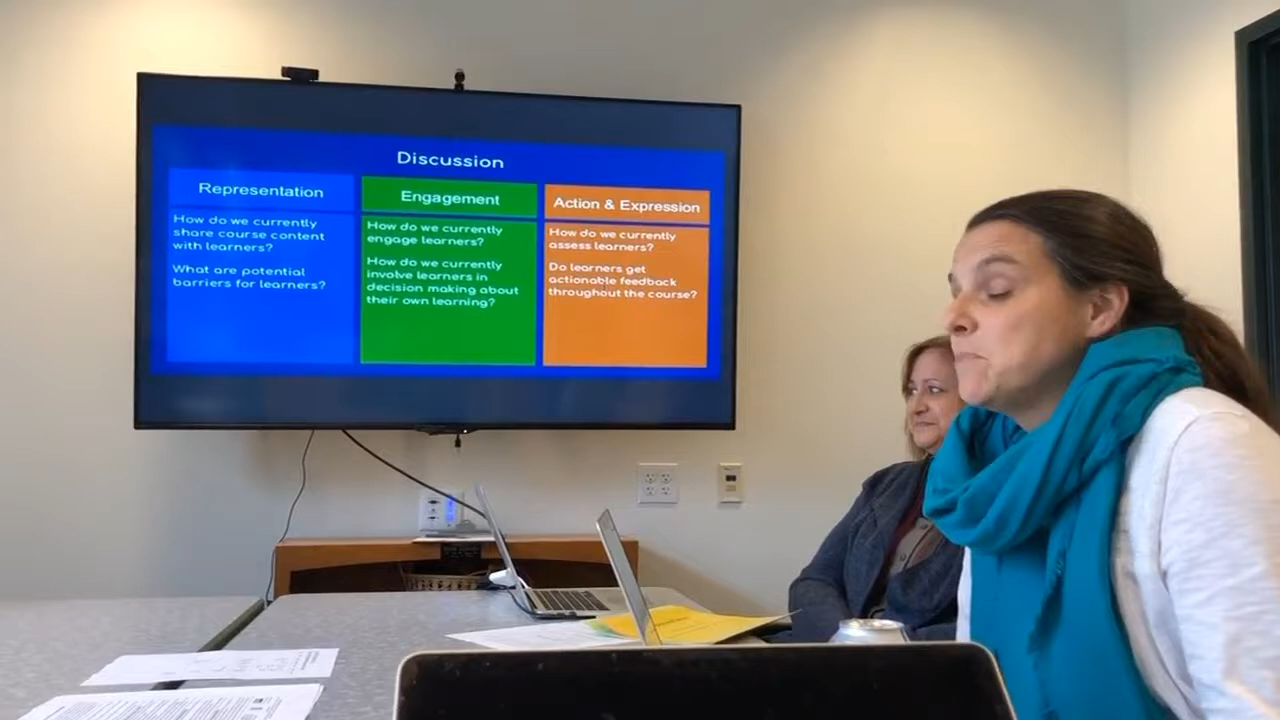 Discussion
Representation
How do we currently
share course content
with learners?
What are potential
barriers for learners?
Engagement
How do we currently
engage learners?
How do we currently
involve learners in
decision making about
their own learning?
Action & Expression
How do we currently
assess learners?
Do learners get
actionable feedback
throughout the course?